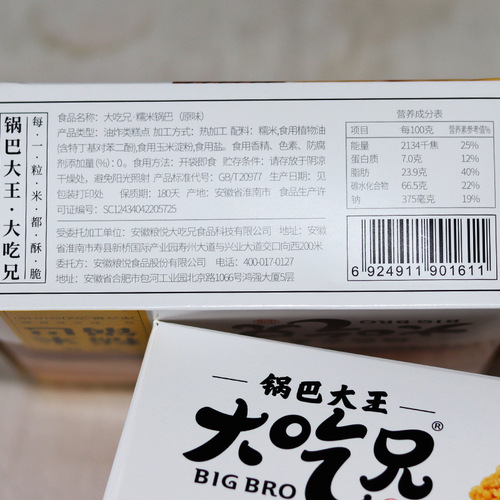 锅巴大王·大吃兄
每·一·粒·米·都·酥·脆
食品名称：大吃兄·糯米锅巴（原味）
产品类型：油炸类糕点 加工方式：热加工 配料：糯米,食用植物油
(含特丁基对苯二酚),食用玉米淀粉,食用盐。食用香精、色素、防腐
剂添加量(%)：0。食用方法：开袋即食 贮存条件：请存放于阴凉
干燥处，避免阳光照射 产品标准代号：GB/T20977 生产日期：见
包装打印处 保质期：180天 产地：安徽省淮南市 食品生产许
可证编号：SC12434042205725
受委托加工单位：安徽粮悦大吃兄食品科技有限公司 地址：安徽
省淮南市寿县新桥国际产业园寿州大道与兴业大道交口向西200米
委托方：安徽粮悦食品股份有限公司 电话：400-017-0127
地址：安徽省合肥市包河工业园北京路1066号鸿强大厦5层
营养成分表
项目 每100克 营养素参考值%
能量 2134千焦 25%
蛋白质 7.0克 12%
脂肪 23.9克 40%
碳水化合物 66.5克 22%
钠 375毫克 19%
6 924911 901611
BIG BRO
锅巴大王
大吃兄®
BIG BRO